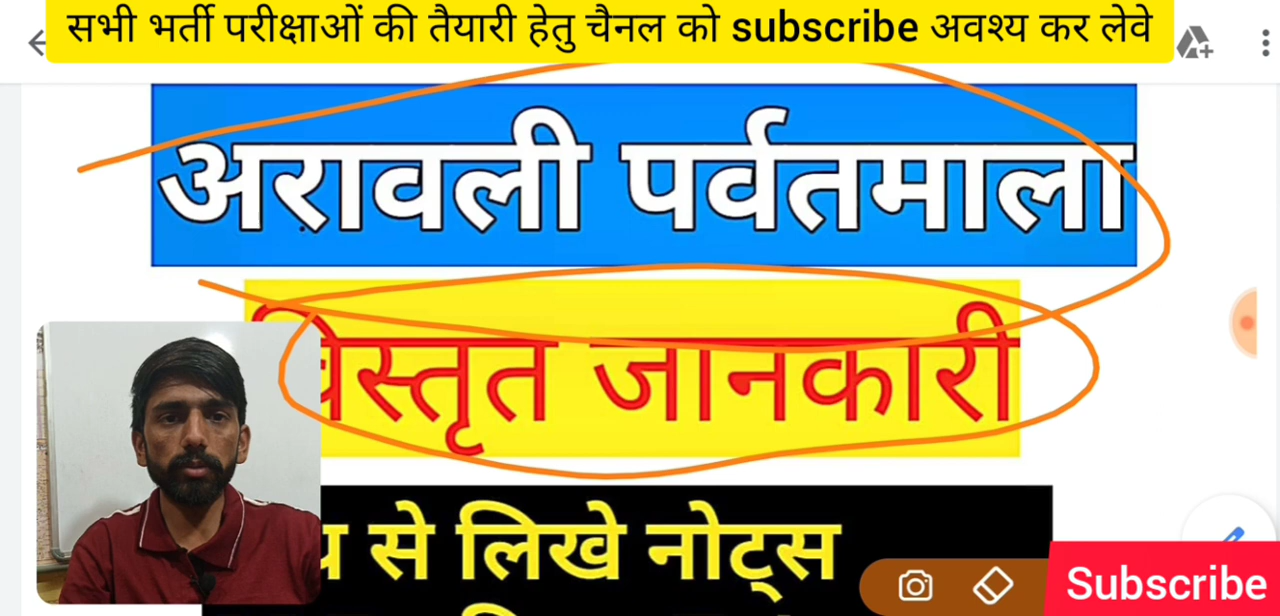 सभी भर्ती परीक्षाओं की तैयारी हेतु चैनल को subscribe अवश्य कर लेवे
अरावली पर्वतमाला
विस्तृत जानकारी
से लिखे नोट्स
Subscribe